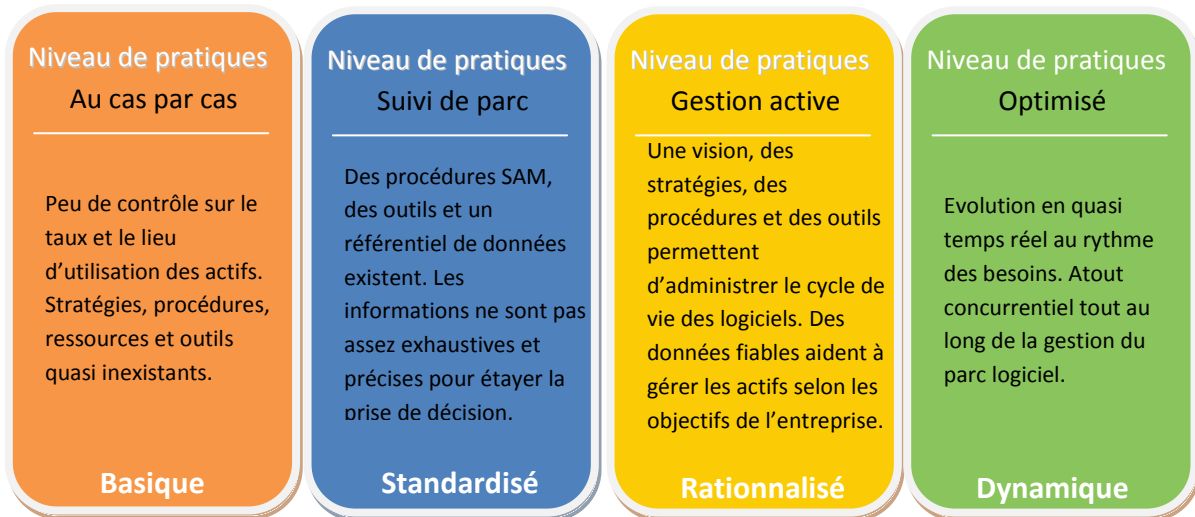 Niveau de pratiques
Au cas par cas
Peu de contrôle sur le
taux et le lieu
d’utilisation des actifs.
Stratégies, procédures,
ressources et outils
quasi inexistants.
Basique
Niveau de pratiques
Suivi de parc
Des procédures SAM,
des outils et un
référentiel de données
existent. Les
informations ne sont pas
assez exhaustives et
précises pour étayer la
prise de décision.
Standardisé
Niveau de pratiques
Gestion active
Une vision, des
stratégies, des
procédures et des outils
permettent
d’administrer le cycle de
vie des logiciels. Des
données fiables aident à
gérer les actifs selon les
objectifs de l’entreprise.
Rationnalisé
Niveau de pratiques
Optimisé
Evolution en quasi
temps réel au rythme
des besoins. Atout
concurrentiel tout au
long de la gestion du
parc logiciel.
Dynamique